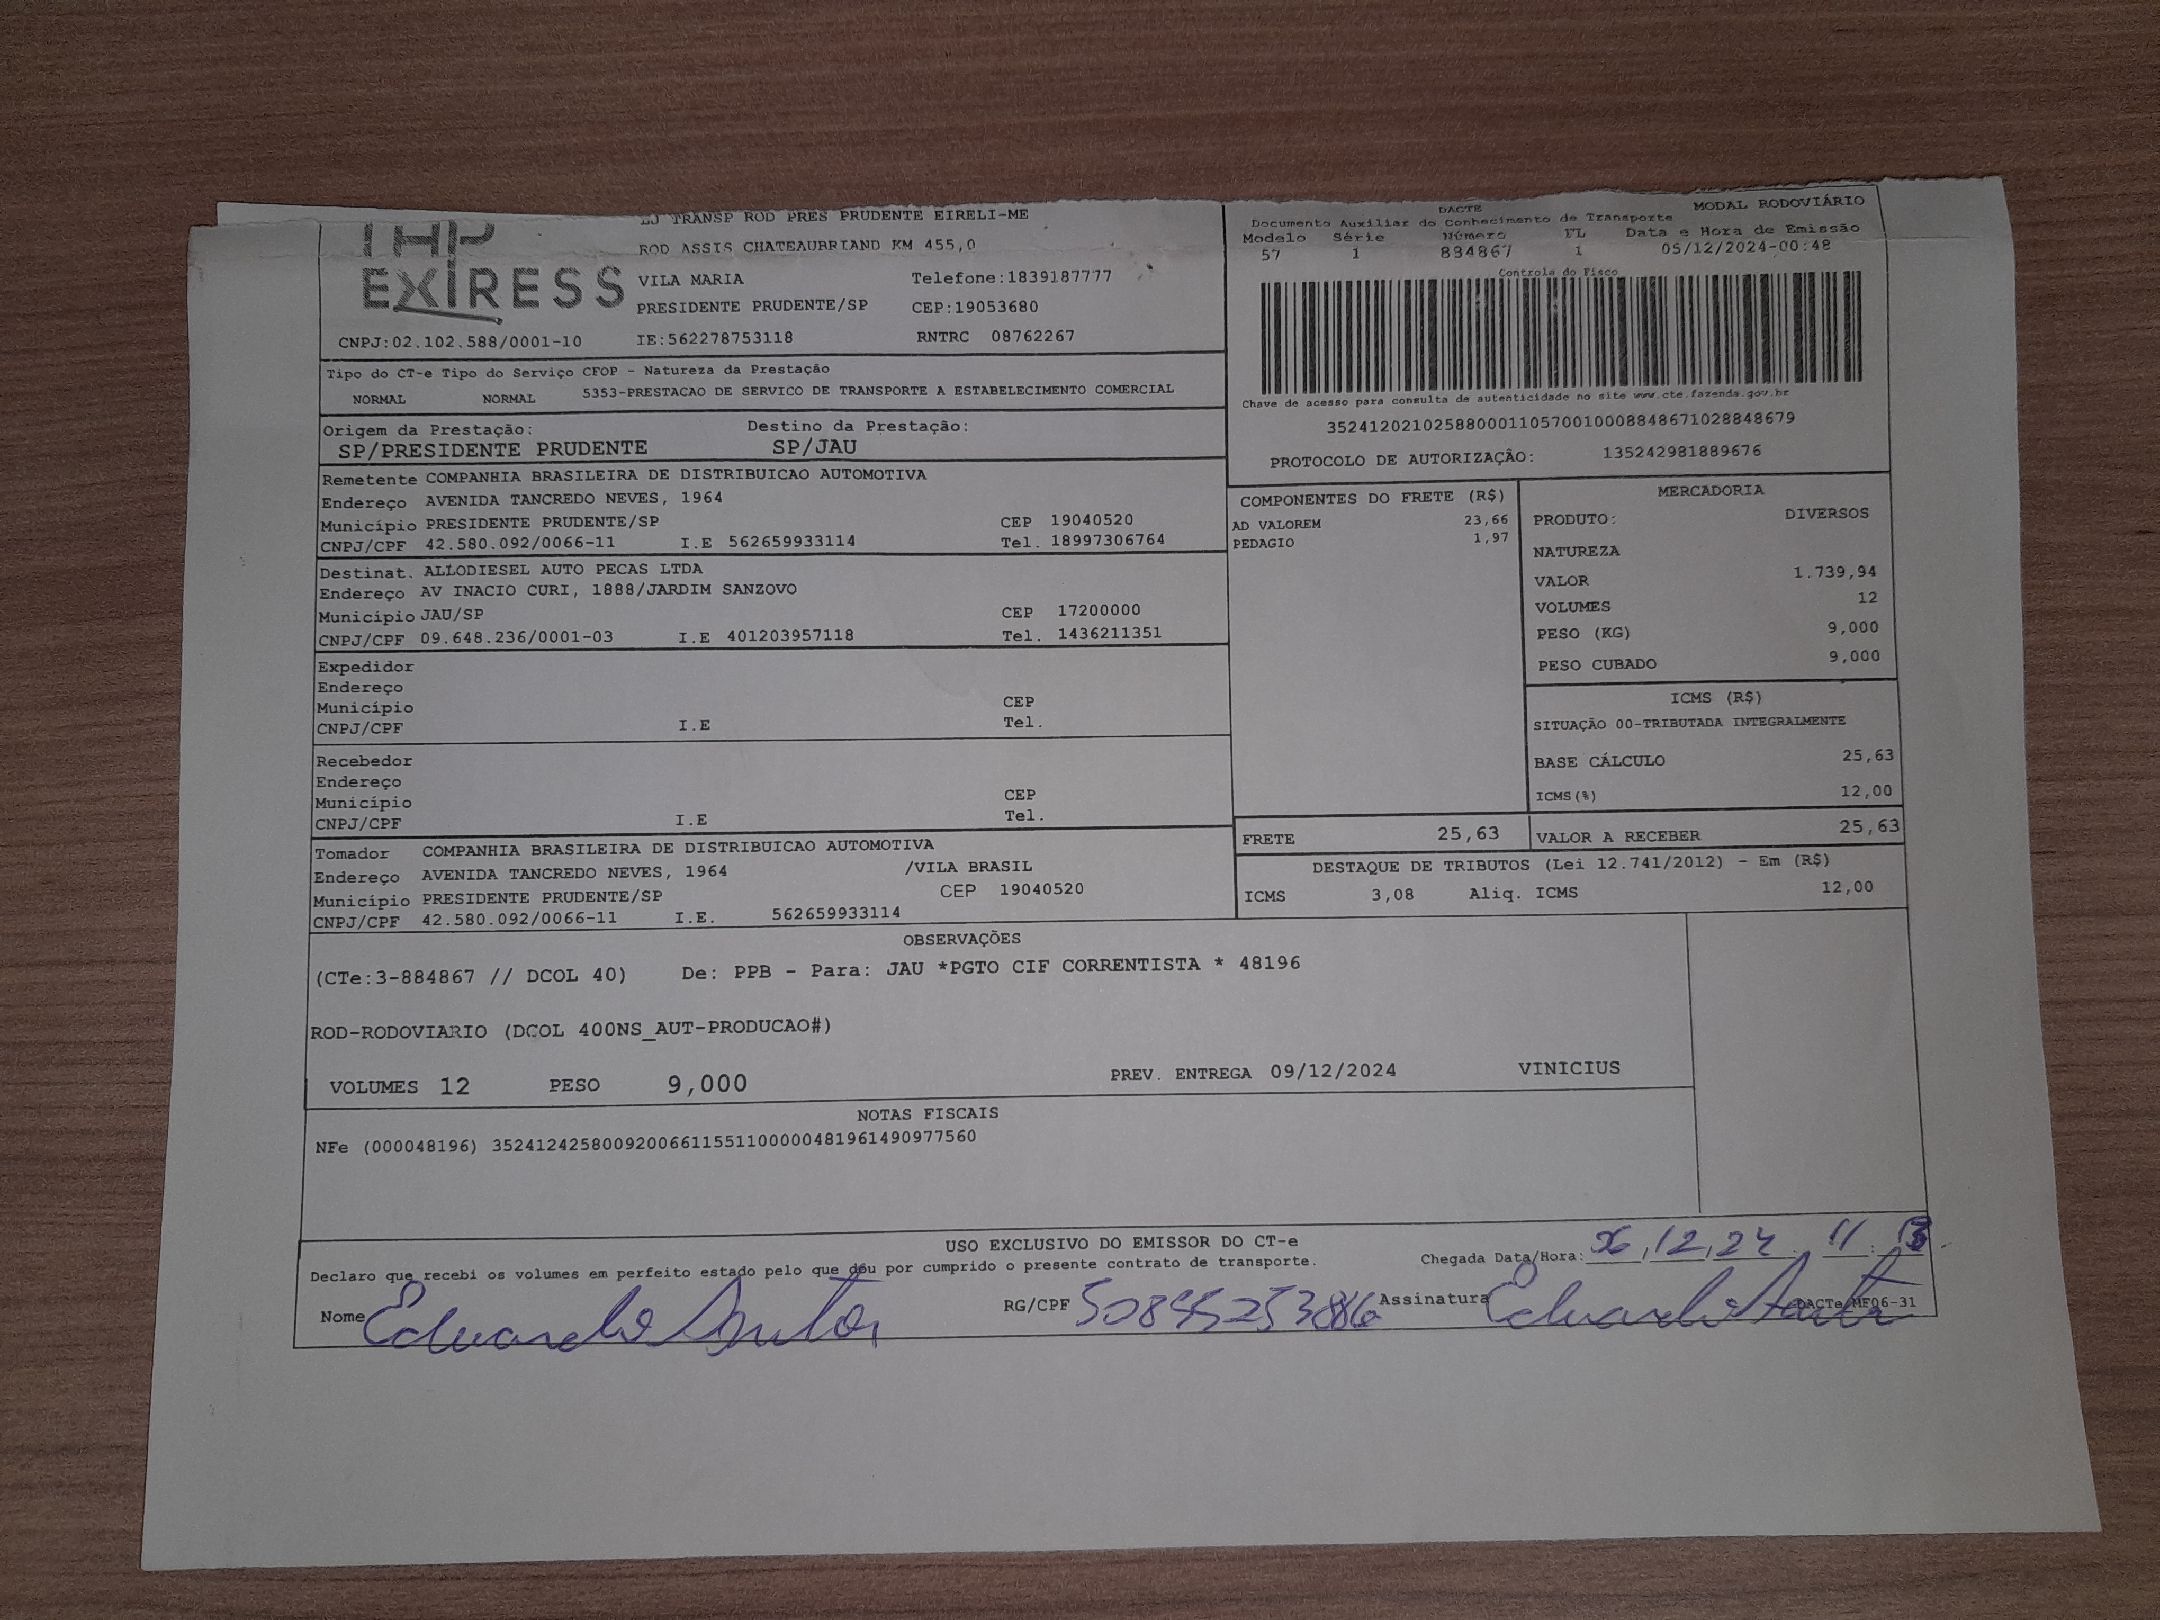 EXPRESS
TRANSP ROD PRES PRUDENTE EIRELI-ME
ROD ASSIS CHATEAUBRIAND KM 455,0
VILA MARIA Telefone:1839187777
PRESIDENTE PRUDENTE/SP CEP:19053680
CNPJ:02.102.588/0001-10 IE:562278753118 RNTRC 08762267
DACTE MODAL RODOVIÁRIO
Documento Auxiliar do Conhecimento de Transporte
Modelo Série Número FL Data e Hora de Emissão
57 1 884867 1 05/12/2024-00:48
Controle do Fisco
Chave de acesso para consulta de autenticidade no site www.cte.fazenda.gov.br
35241202102588000110570010008848671028848679
PROTOCOLO DE AUTORIZAÇÃO: 135242981889676
Tipo do CT-e Tipo do Serviço CFOP - Natureza da Prestação
NORMAL NORMAL 5353-PRESTACAO DE SERVICO DE TRANSPORTE A ESTABELECIMENTO COMERCIAL
Origem da Prestação: Destino da Prestação:
SP/PRESIDENTE PRUDENTE SP/JAU
Remetente COMPANHIA BRASILEIRA DE DISTRIBUICAO AUTOMOTIVA
Endereço AVENIDA TANCREDO NEVES, 1964
Município PRESIDENTE PRUDENTE/SP CEP 19040520
CNPJ/CPF 42.580.092/0066-11 I.E 562659933114 Tel. 18997306764
Destinat. ALLODIESEL AUTO PECAS LTDA
Endereço AV INACIO CURI, 1888/JARDIM SANZOVO
Município JAU/SP CEP 17200000
CNPJ/CPF 09.648.236/0001-03 I.E 401203957118 Tel. 1436211351
Expedidor
Endereço
Município CEP
CNPJ/CPF I.E Tel.
Recebedor
Endereço
Município CEP
CNPJ/CPF I.E Tel.
Tomador COMPANHIA BRASILEIRA DE DISTRIBUICAO AUTOMOTIVA
Endereço AVENIDA TANCREDO NEVES, 1964 /VILA BRASIL
Município PRESIDENTE PRUDENTE/SP CEP 19040520
CNPJ/CPF 42.580.092/0066-11 I.E. 562659933114
COMPONENTES DO FRETE (R$)
AD VALOREM 23,66
PEDAGIO 1,97
MERCADORIA
PRODUTO: DIVERSOS
NATUREZA
VALOR 1.739,94
VOLUMES 12
PESO (KG) 9,000
PESO CUBADO 9,000
ICMS (R$)
SITUAÇÃO 00-TRIBUTADA INTEGRALMENTE
BASE CÁLCULO 25,63
ICMS(%) 12,00
FRETE 25,63 VALOR A RECEBER 25,63
DESTAQUE DE TRIBUTOS (Lei 12.741/2012) - Em (R$)
ICMS 3,08 Aliq. ICMS 12,00
OBSERVAÇÕES
(CTe:3-884867 // DCOL 40) De: PPB - Para: JAU *PGTO CIF CORRENTISTA * 48196
ROD-RODOVIARIO (DCOL 400NS_AUT-PRODUCAO#)
VOLUMES 12 PESO 9,000 PREV. ENTREGA 09/12/2024 VINICIUS
NOTAS FISCAIS
NFe (000048196) 35241242580092006611551100000481961490977560
USO EXCLUSIVO DO EMISSOR DO CT-e
Chegada Data/Hora: 06,12,24 11
Declaro que recebi os volumes em perfeito estado pelo que dou por cumprido o presente contrato de transporte.
Nome Eduardo Santos RG/CPF Assinatura Eduardo DACTe_MF06-31